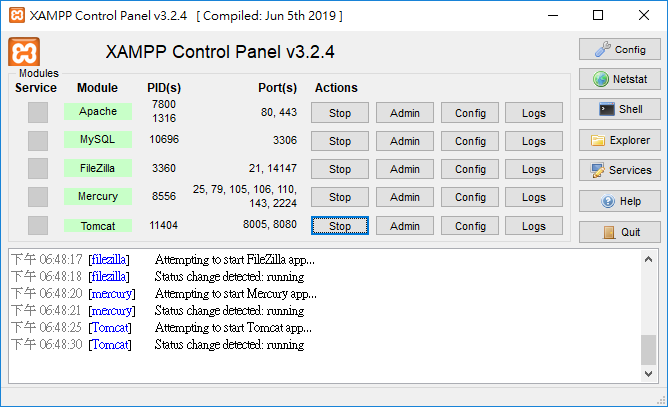 XAMPP Control Panel v3.2.4 [ Compiled: Jun 5th 2019 ]
XAMPP Control Panel v3.2.4
Config
Modules
Service Module PID(s) Port(s) Actions
Netstat
Apache 7800 1316 80, 443 Stop Admin Config Logs
Shell
MySQL 10696 3306 Stop Admin Config Logs
Explorer
FileZilla 3360 21, 14147 Stop Admin Config Logs
Services
Mercury 8556 25, 79, 105, 106, 110, 143, 2224 Stop Admin Config Logs
Help
Tomcat 11404 8005, 8080 Stop Admin Config Logs
Quit
下午 06:48:17 [filezilla] Attempting to start FileZilla app...
下午 06:48:18 [filezilla] Status change detected: running
下午 06:48:20 [mercury] Attempting to start Mercury app...
下午 06:48:21 [mercury] Status change detected: running
下午 06:48:25 [Tomcat] Attempting to start Tomcat app...
下午 06:48:30 [Tomcat] Status change detected: running